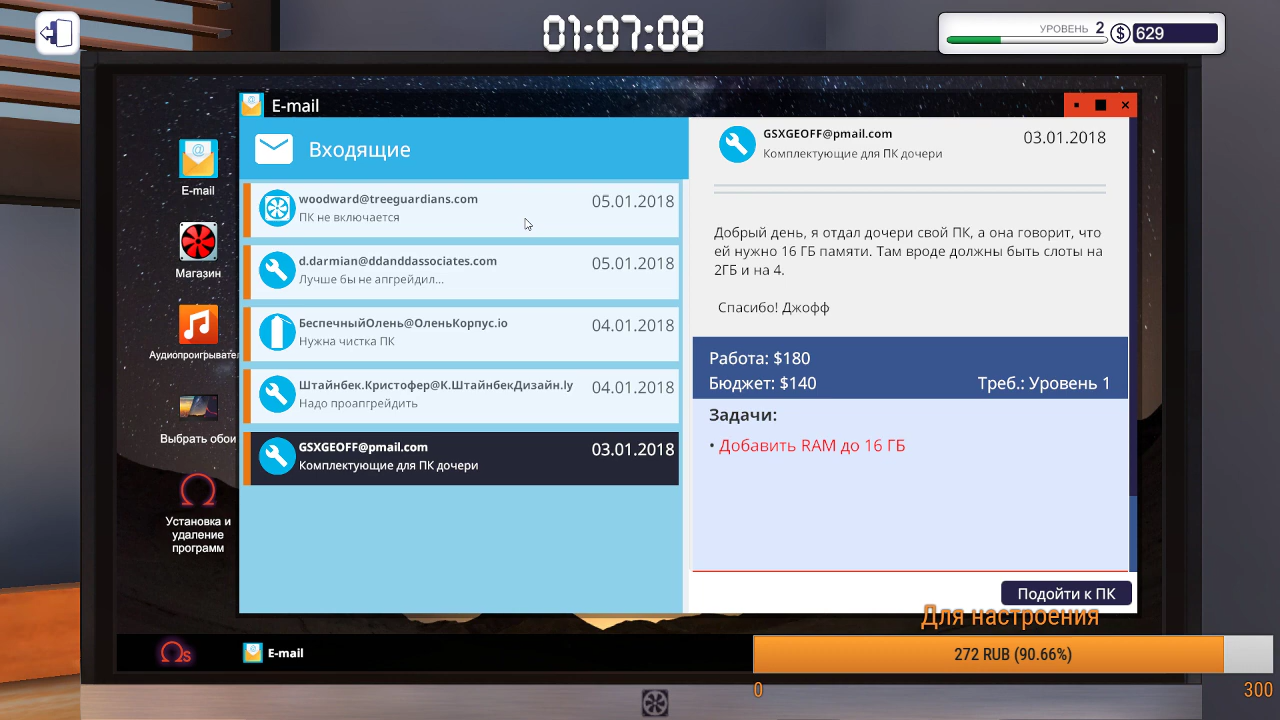 01:07:08
УРОВЕНЬ 2
$ 629
E-mail
Входящие
woodward@treeguardians.com
05.01.2018
ПК не включается
d.darmian@ddanddassociates.com
05.01.2018
Лучше бы не апгрейдил...
БеспечныйОлень@ОленьКорпус.io
04.01.2018
Нужна чистка ПК
Штайнбек.Кристофер@К.ШтайнбекДизайн.ly
04.01.2018
Надо проапгрейдить
GSXGEOFF@pmail.com
03.01.2018
Комплектующие для ПК дочери
GSXGEOFF@pmail.com
03.01.2018
Комплектующие для ПК дочери
Добрый день, я отдал дочери свой ПК, а она говорит, что
ей нужно 16 ГБ памяти. Там вроде должны быть слоты на
2ГБ и на 4.
Спасибо! Джофф
Работа: $180
Бюджет: $140
Треб.: Уровень 1
Задачи:
• Добавить RAM до 16 ГБ
Подойти к ПК
E-mail
Магазин
Аудиопроигрывате
Выбрать обои
Установка и
удаление
программ
Ωs
E-mail
Для настроения
272 RUB (90.66%)
0
300